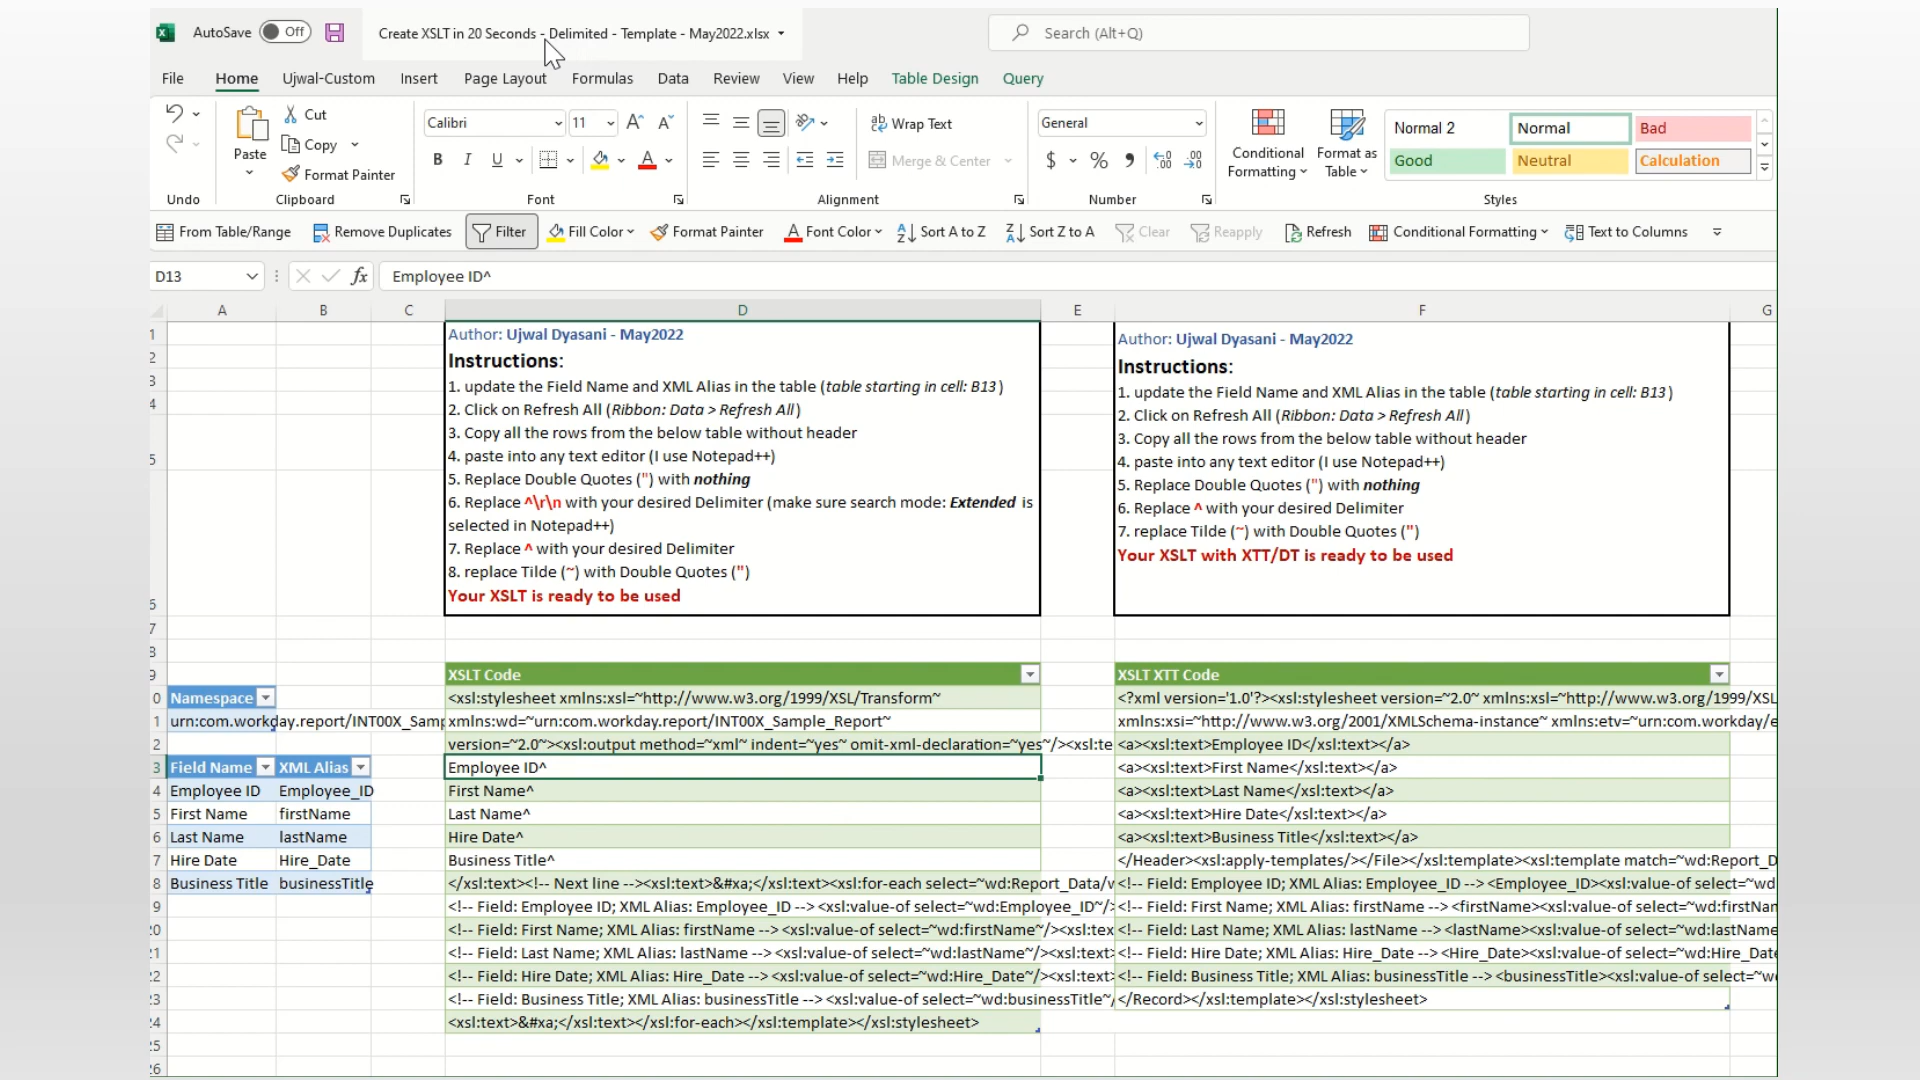 AutoSave Off Create XSLT in 20 Seconds - Delimited - Template - May2022.xlsx Search (Alt+Q)
File Home Ujwal-Custom Insert Page Layout Formulas Data Review View Help Table Design Query
Cut
Copy
Format Painter
Paste
Undo Clipboard
Calibri 11
B I U
Font
Wrap Text
Merge & Center
Alignment
General
$ % 9
Number
Conditional Formatting
Format as Table
Normal 2 Normal Bad
Good Neutral Calculation
Styles
From Table/Range Remove Duplicates Filter Fill Color Format Painter Font Color Sort A to Z Sort Z to A Clear Reapply Refresh Conditional Formatting Text to Columns
D13 fx Employee ID^
A B C D E F G
Author: Ujwal Dyasani - May2022
Instructions:
1. update the Field Name and XML Alias in the table (table starting in cell: B13)
2. Click on Refresh All (Ribbon: Data > Refresh All)
3. Copy all the rows from the below table without header
4. paste into any text editor (I use Notepad++)
5. Replace Double Quotes (") with nothing
6. Replace ^\r\n with your desired Delimiter (make sure search mode: Extended is
selected in Notepad++)
7. Replace ^ with your desired Delimiter
8. replace Tilde (~) with Double Quotes (")
Your XSLT is ready to be used
Author: Ujwal Dyasani - May2022
Instructions:
1. update the Field Name and XML Alias in the table (table starting in cell: B13)
2. Click on Refresh All (Ribbon: Data > Refresh All)
3. Copy all the rows from the below table without header
4. paste into any text editor (I use Notepad++)
5. Replace Double Quotes (") with nothing
6. Replace ^ with your desired Delimiter
7. replace Tilde (~) with Double Quotes (")
Your XSLT with XTT/DT is ready to be used
XSLT Code XSLT XTT Code
Namespace <xsl:stylesheet xmlns:xsl=~http://www.w3.org/1999/XSL/Transform~ <?xml version='1.0'?><xsl:stylesheet version=~2.0~ xmlns:xsl=~http://www.w3.org/1999/XSL
urn:com.workday.report/INT00X_Samp xmlns:wd=~urn:com.workday.report/INT00X_Sample_Report~ xmlns:xsi=~http://www.w3.org/2001/XMLSchema-instance~ xmlns:etv=~urn:com.workday/e
version=~2.0~><xsl:output method=~xml~ indent=~yes~ omit-xml-declaration=~yes~/><xsl:te <a><xsl:text>Employee ID</xsl:text></a>
Field Name XML Alias Employee ID^ <a><xsl:text>First Name</xsl:text></a>
Employee ID Employee_ID First Name^ <a><xsl:text>Last Name</xsl:text></a>
First Name firstName Last Name^ <a><xsl:text>Hire Date</xsl:text></a>
Last Name lastName Hire Date^ <a><xsl:text>Business Title</xsl:text></a>
Hire Date Hire_Date Business Title^ </Header><xsl:apply-templates/></File></xsl:template><xsl:template match=~wd:Report_D
Business Title businessTitle </xsl:text><!-- Next line --><xsl:text>&#xa;</xsl:text><xsl:for-each select=~wd:Report_Data/w <!-- Field: Employee ID; XML Alias: Employee_ID --> <Employee_ID><xsl:value-of select=~wd
<!-- Field: Employee ID; XML Alias: Employee_ID --> <xsl:value-of select=~wd:Employee_ID~/> <!-- Field: First Name; XML Alias: firstName --> <firstName><xsl:value-of select=~wd:firstNam
<!-- Field: First Name; XML Alias: firstName --> <xsl:value-of select=~wd:firstName~/><xsl:tex <!-- Field: Last Name; XML Alias: lastName --> <lastName><xsl:value-of select=~wd:lastName
<!-- Field: Last Name; XML Alias: lastName --> <xsl:value-of select=~wd:lastName~/><xsl:text> <!-- Field: Hire Date; XML Alias: Hire_Date --> <Hire_Date><xsl:value-of select=~wd:Hire_Date
<!-- Field: Hire Date; XML Alias: Hire_Date --> <xsl:value-of select=~wd:Hire_Date~/><xsl:text> <!-- Field: Business Title; XML Alias: businessTitle --> <businessTitle><xsl:value-of select=~w
<!-- Field: Business Title; XML Alias: businessTitle --> <xsl:value-of select=~wd:businessTitle~/ </Record></xsl:template></xsl:stylesheet>
<xsl:text>&#xa;</xsl:text></xsl:for-each></xsl:template></xsl:stylesheet>